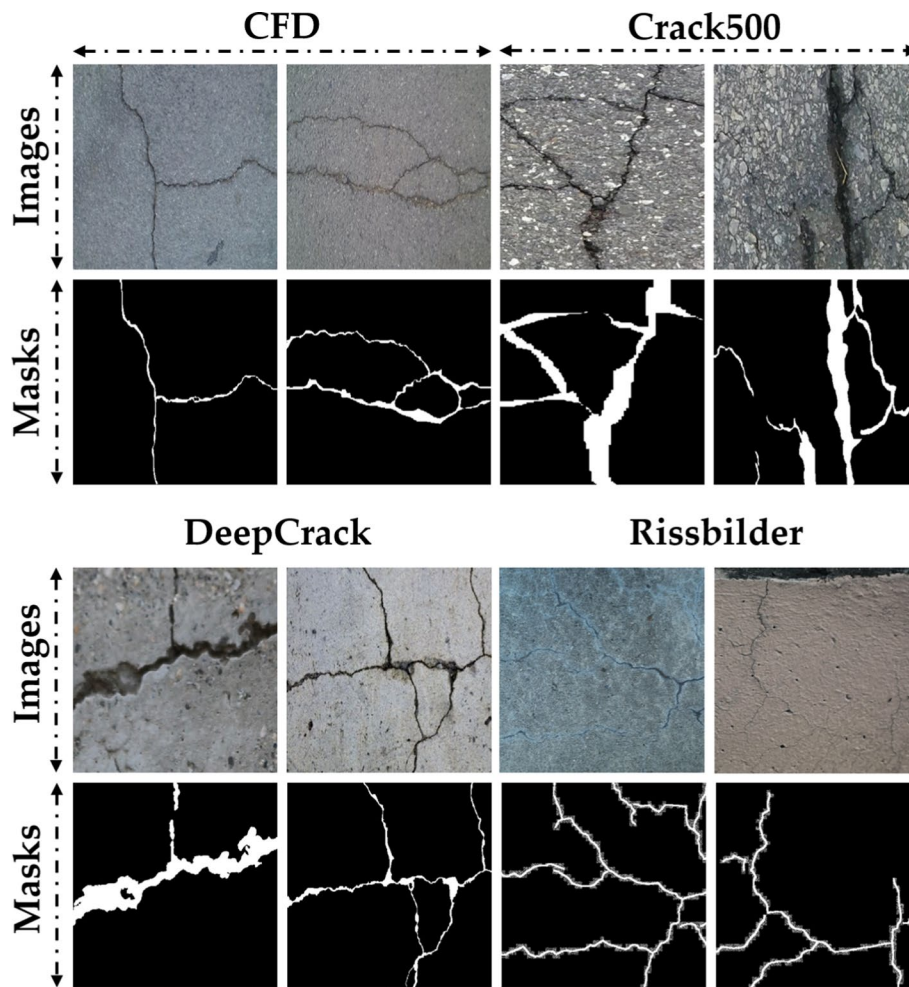 CFD
Crack500
Images
Masks
DeepCrack
Rissbilder
Images
Masks